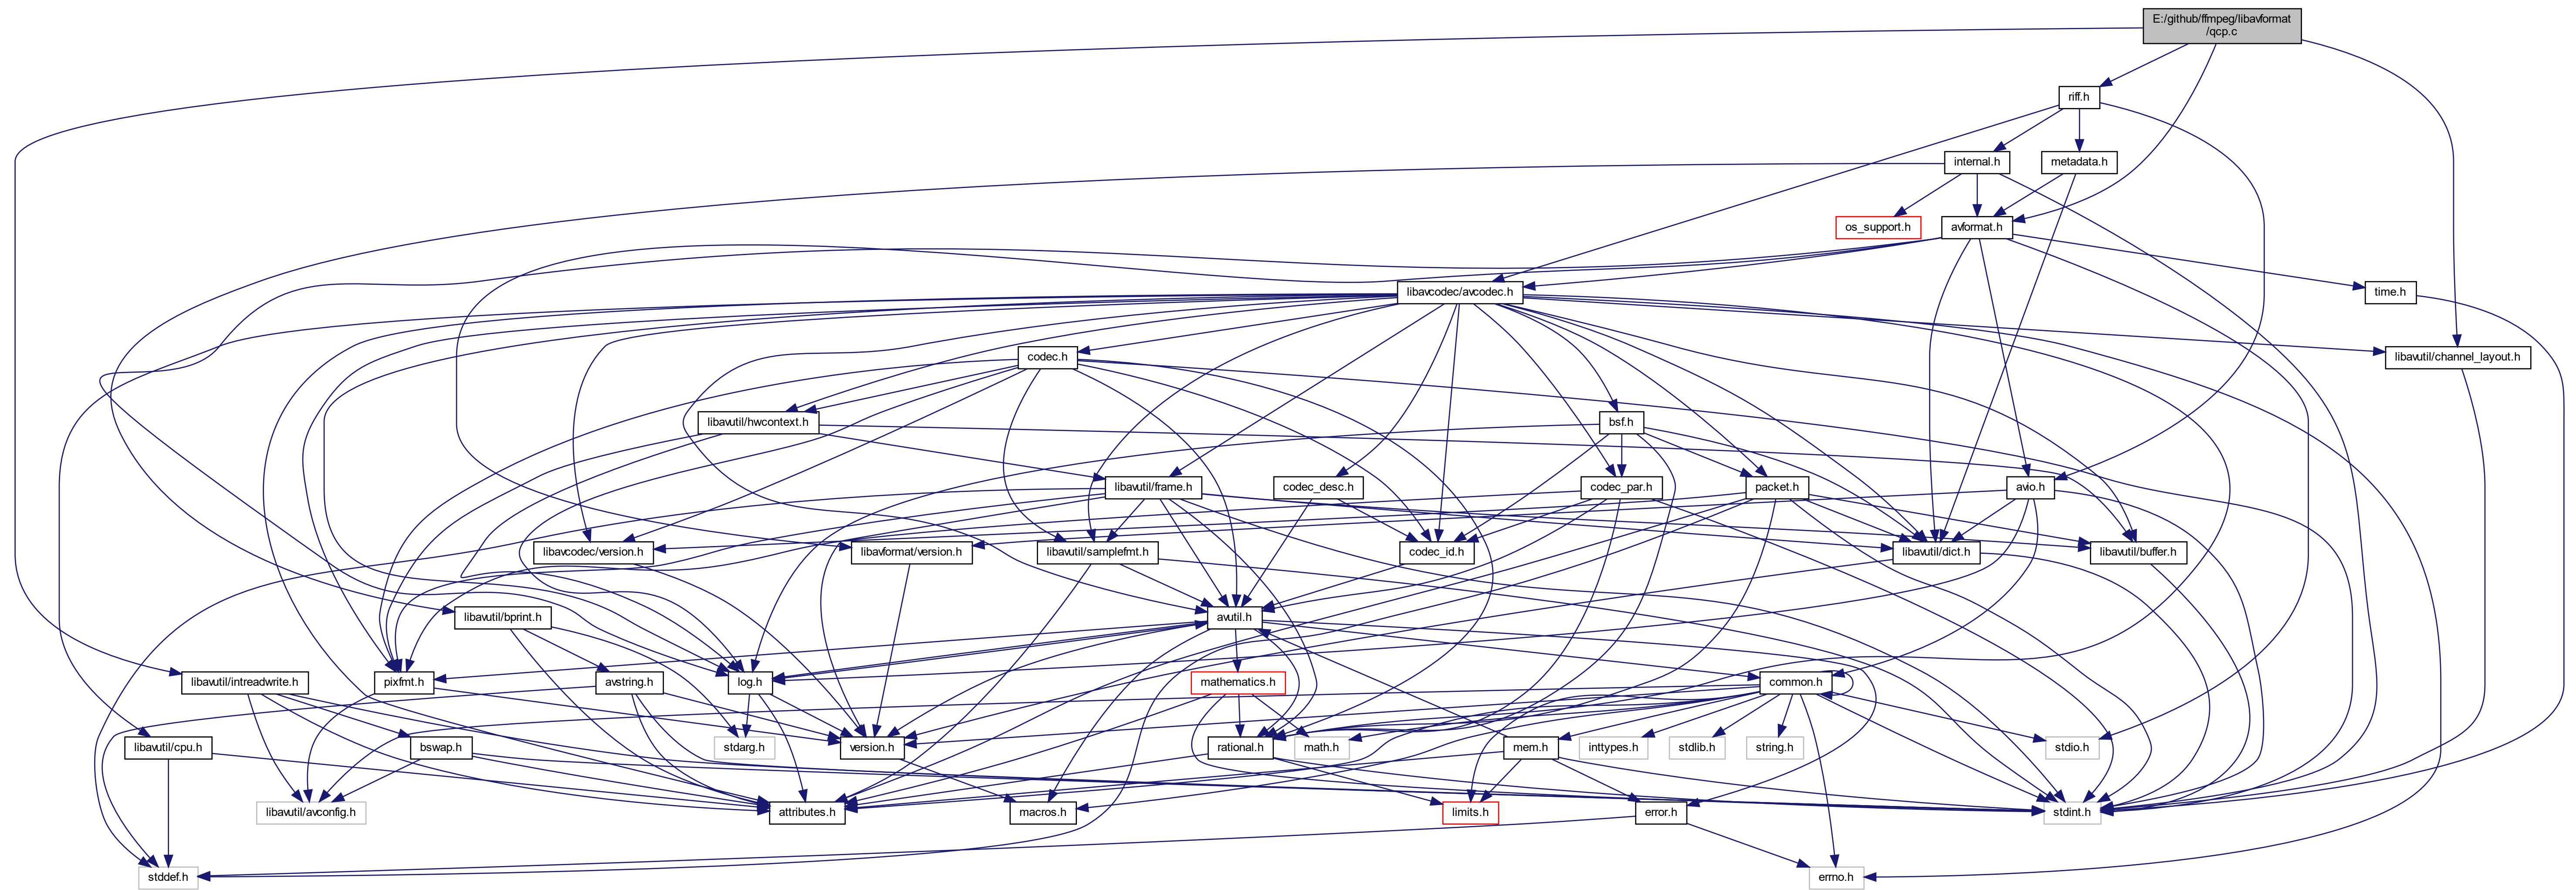 E:/github/ffmpeg/libavformat
/qcp.c
riff.h
internal.h
metadata.h
os_support.h
avformat.h
libavcodec/avcodec.h
time.h
codec.h
libavutil/channel_layout.h
libavutil/hwcontext.h
bsf.h
libavutil/frame.h
codec_desc.h
codec_par.h
packet.h
avio.h
libavcodec/version.h
libavformat/version.h
libavutil/samplefmt.h
codec_id.h
libavutil/dict.h
libavutil/buffer.h
libavutil/bprint.h
avutil.h
libavutil/intreadwrite.h
pixfmt.h
avstring.h
log.h
mathematics.h
common.h
libavutil/cpu.h
bswap.h
stdarg.h
version.h
rational.h
math.h
mem.h
inttypes.h
stdlib.h
string.h
stdio.h
libavutil/avconfig.h
attributes.h
macros.h
limits.h
error.h
stdint.h
stddef.h
errno.h